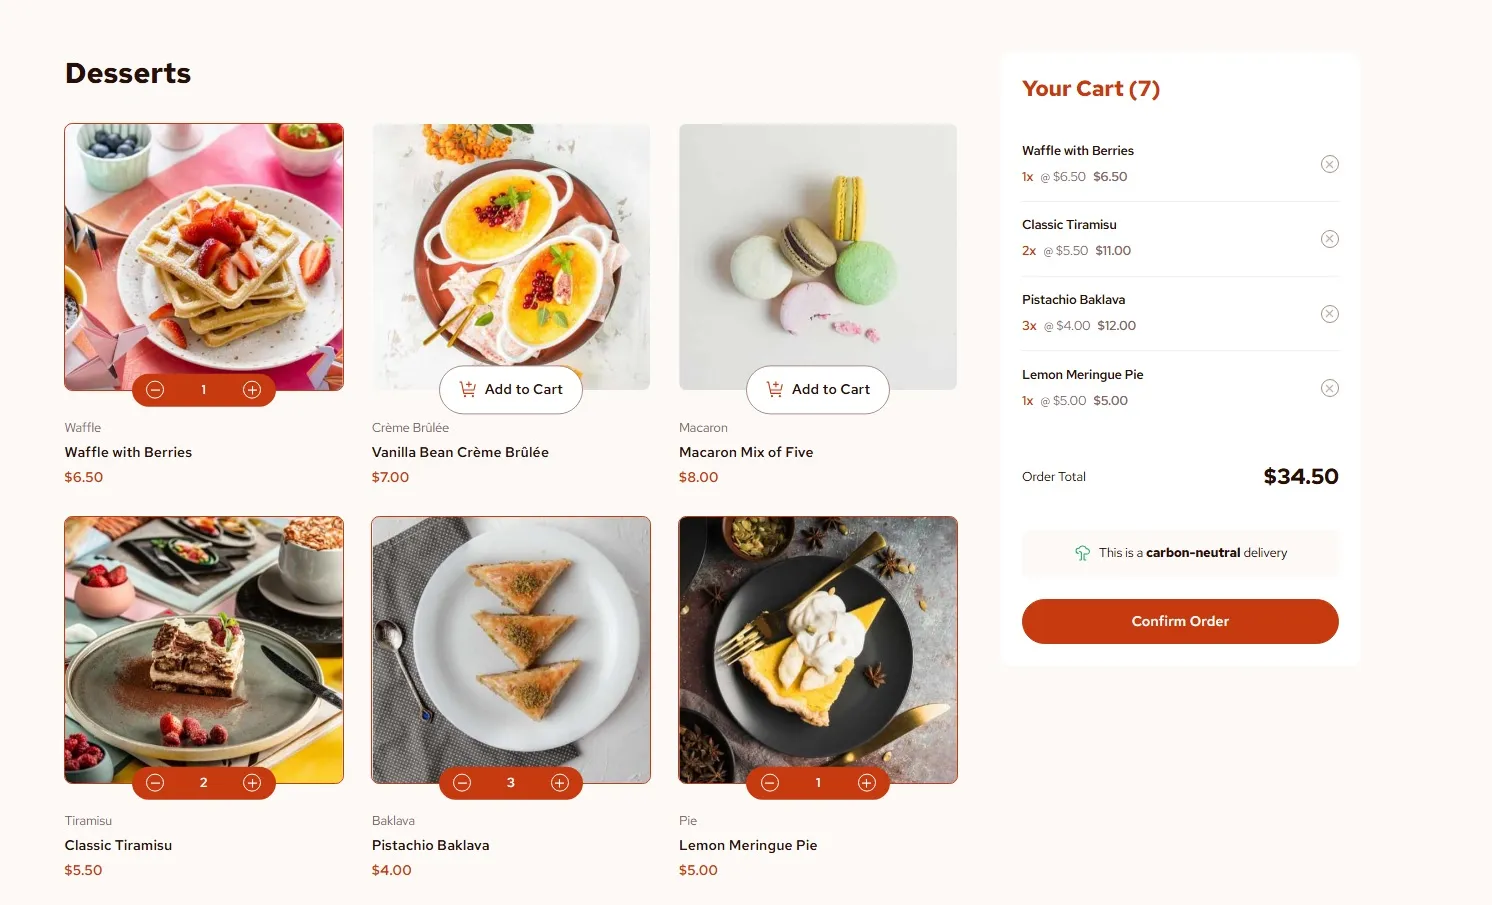 Desserts
1
Waffle
Waffle with Berries
$6.50
Add to Cart
Crème Brûlée
Vanilla Bean Crème Brûlée
$7.00
Add to Cart
Macaron
Macaron Mix of Five
$8.00
2
Tiramisu
Classic Tiramisu
$5.50
3
Baklava
Pistachio Baklava
$4.00
1
Pie
Lemon Meringue Pie
$5.00
Your Cart (7)
Waffle with Berries
1x @ $6.50 $6.50
Classic Tiramisu
2x @ $5.50 $11.00
Pistachio Baklava
3x @ $4.00 $12.00
Lemon Meringue Pie
1x @ $5.00 $5.00
Order Total $34.50
This is a carbon-neutral delivery
Confirm Order